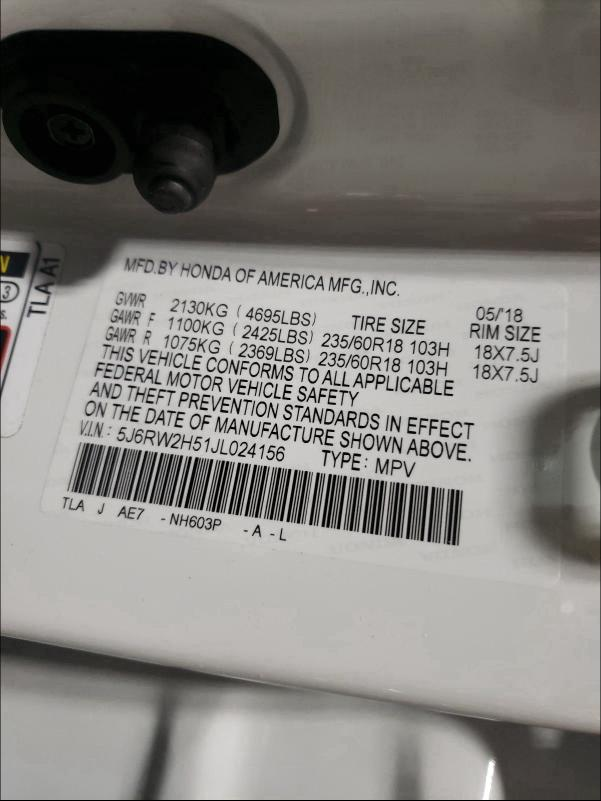 MFD.BY HONDA OF AMERICA MFG.,INC.
05/'18
GVWR 2130KG ( 4695LBS) TIRE SIZE RIM SIZE
GAWR F 1100KG ( 2425LBS) 235/60R18 103H 18X7.5J
GAWR R 1075KG ( 2369LBS) 235/60R18 103H 18X7.5J
THIS VEHICLE CONFORMS TO ALL APPLICABLE
FEDERAL MOTOR VEHICLE SAFETY
AND THEFT PREVENTION STANDARDS IN EFFECT
ON THE DATE OF MANUFACTURE SHOWN ABOVE.
V.I.N.: 5J6RW2H51JL024156 TYPE: MPV
TLA J AE7 -NH603P -A -L
TLA A1
N
3
s.